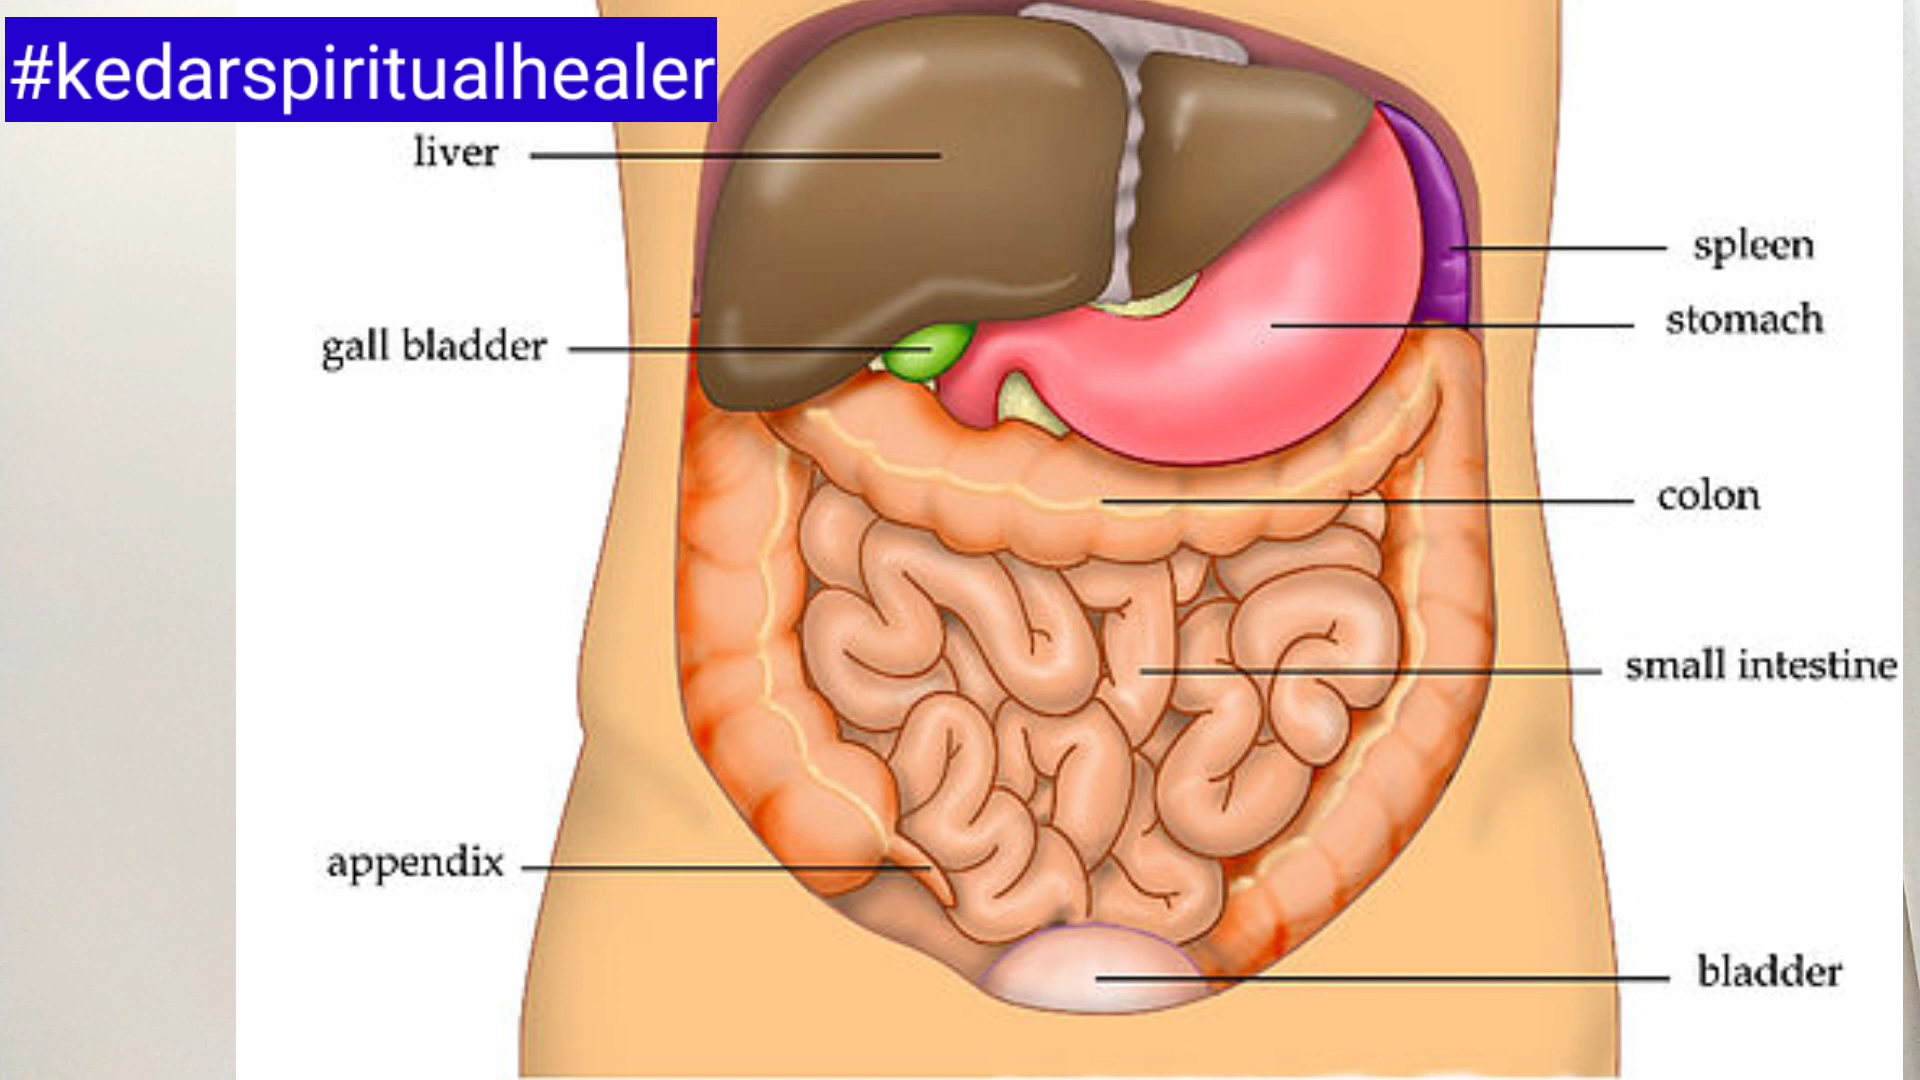 #kedarspiritualhealer
liver
spleen
stomach
gall bladder
colon
small intestine
appendix
bladder